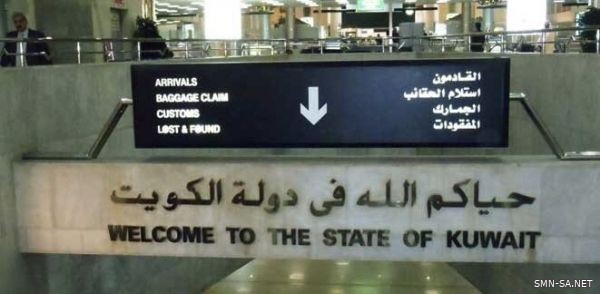 ARRIVALS
BAGGAGE CLAIM
CUSTOMS
LOST & FOUND
القادمون
استلام الحقائب
الجمارك
المفقودات
حياكم الله فى دولة الكويت
WELCOME TO THE STATE OF KUWAIT
SMN-SA.NET